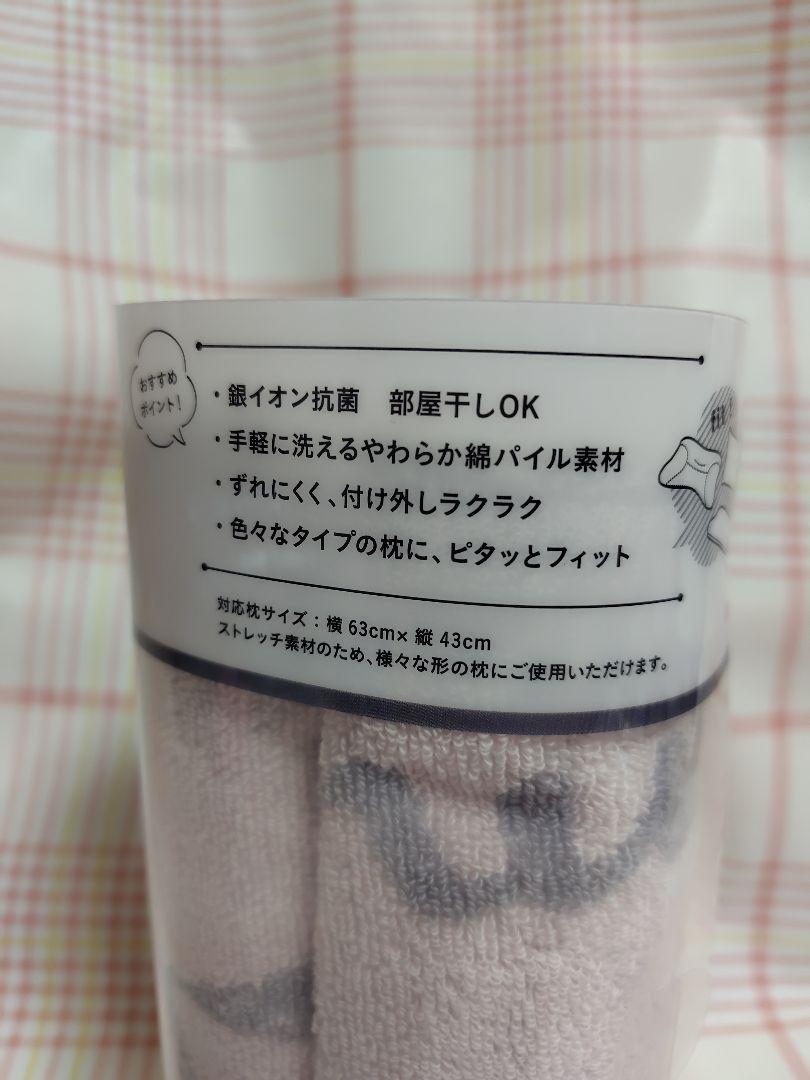 おすすめ
ポイント!
・銀イオン抗菌　部屋干しOK
・手軽に洗えるやわらか綿パイル素材
・ずれにくく、付け外しラクラク
・色々なタイプの枕に、ピタッとフィット
対応枕サイズ：横 63cm× 縦 43cm
ストレッチ素材のため、様々な形の枕にご使用いただけます。